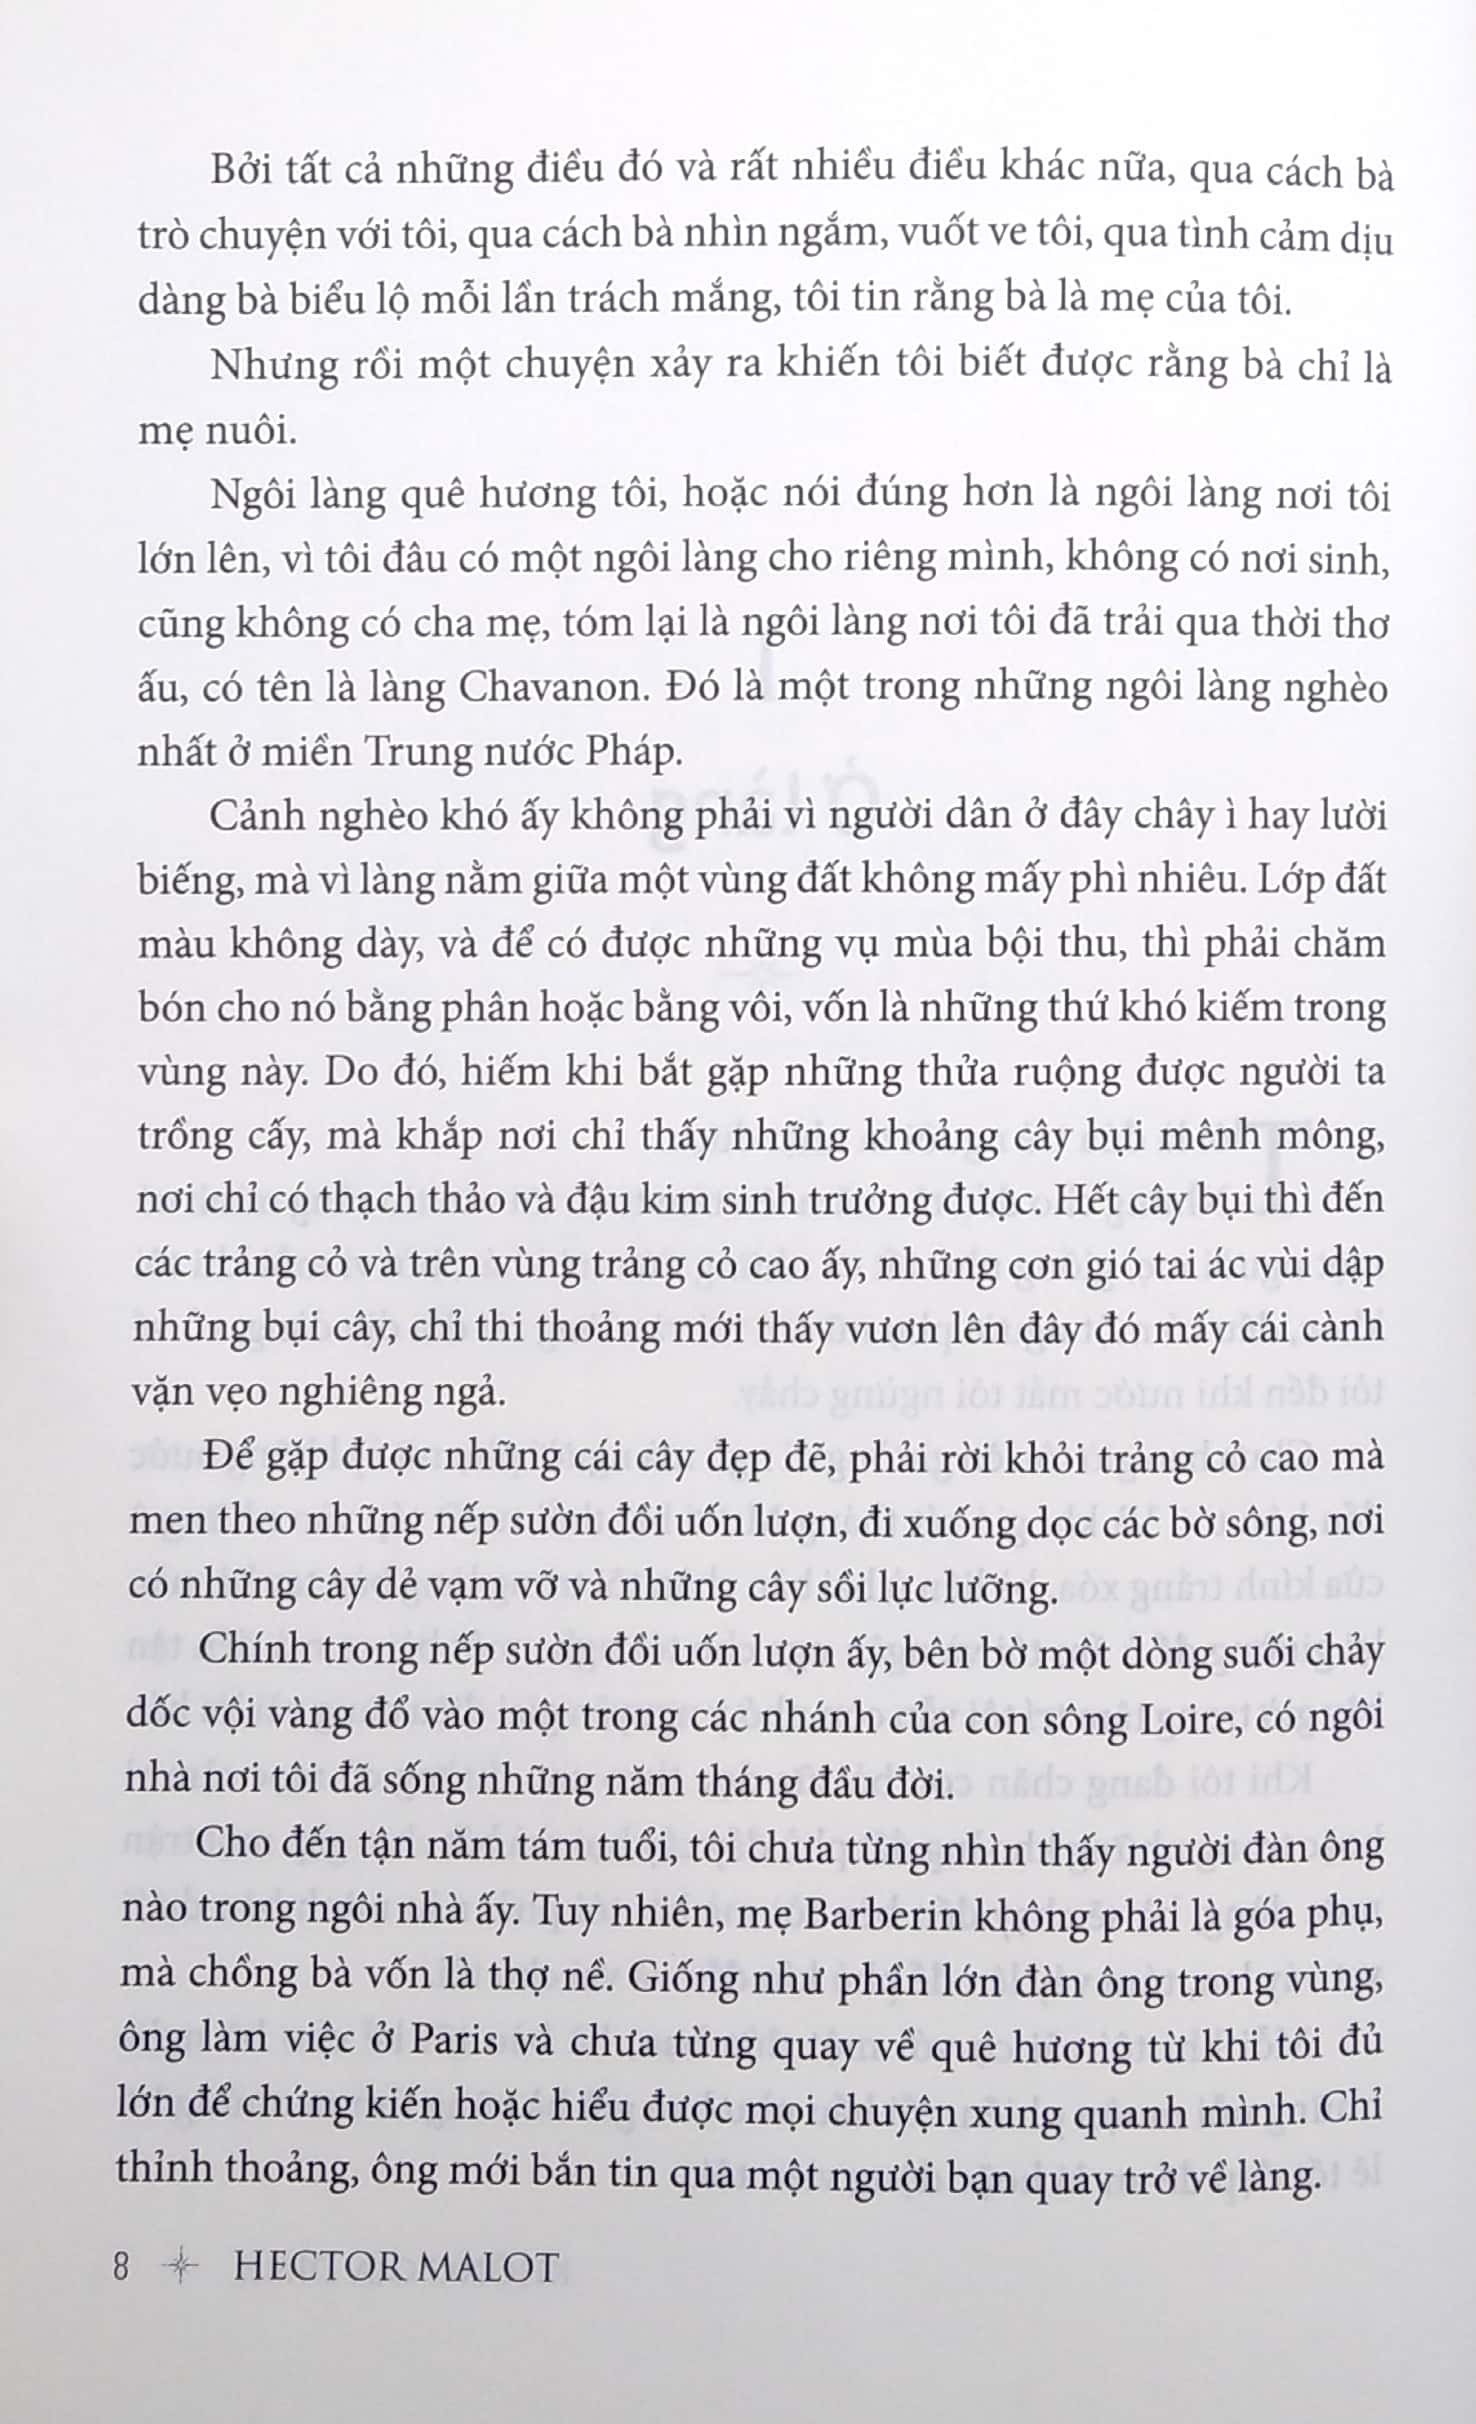 Bởi tất cả những điều đó và rất nhiều điều khác nữa, qua cách bà
trò chuyện với tôi, qua cách bà nhìn ngắm, vuốt ve tôi, qua tình cảm dịu
dàng bà biểu lộ mỗi lần trách mắng, tôi tin rằng bà là mẹ của tôi.
Nhưng rồi một chuyện xảy ra khiến tôi biết được rằng bà chỉ là
mẹ nuôi.
Ngôi làng quê hương tôi, hoặc nói đúng hơn là ngôi làng nơi tôi
lớn lên, vì tôi đâu có một ngôi làng cho riêng mình, không có nơi sinh,
cũng không có cha mẹ, tóm lại là ngôi làng nơi tôi đã trải qua thời thơ
ấu, có tên là làng Chavanon. Đó là một trong những ngôi làng nghèo
nhất ở miền Trung nước Pháp.
Cảnh nghèo khó ấy không phải vì người dân ở đây chây ì hay lười
biếng, mà vì làng nằm giữa một vùng đất không mấy phì nhiêu. Lớp đất
màu không dày, và để có được những vụ mùa bội thu, thì phải chăm
bón cho nó bằng phân hoặc bằng vôi, vốn là những thứ khó kiếm trong
vùng này. Do đó, hiếm khi bắt gặp những thửa ruộng được người ta
trồng cấy, mà khắp nơi chỉ thấy những khoảng cây bụi mênh mông,
nơi chỉ có thạch thảo và đậu kim sinh trưởng được. Hết cây bụi thì đến
các trảng cỏ và trên vùng trảng cỏ cao ấy, những cơn gió tai ác vùi dập
những bụi cây, chỉ thi thoảng mới thấy vươn lên đây đó mấy cái cành
vặn vẹo nghiêng ngả.
Để gặp được những cái cây đẹp đẽ, phải rời khỏi trảng cỏ cao mà
men theo những nếp sườn đồi uốn lượn, đi xuống dọc các bờ sông, nơi
có những cây dẻ vạm vỡ và những cây sồi lực lưỡng.
Chính trong nếp sườn đồi uốn lượn ấy, bên bờ một dòng suối chảy
dốc vội vàng đổ vào một trong các nhánh của con sông Loire, có ngôi
nhà nơi tôi đã sống những năm tháng đầu đời.
Cho đến tận năm tám tuổi, tôi chưa từng nhìn thấy người đàn ông
nào trong ngôi nhà ấy. Tuy nhiên, mẹ Barberin không phải là góa phụ,
mà chồng bà vốn là thợ nề. Giống như phần lớn đàn ông trong vùng,
ông làm việc ở Paris và chưa từng quay về quê hương từ khi tôi đủ
lớn để chứng kiến hoặc hiểu được mọi chuyện xung quanh mình. Chỉ
thỉnh thoảng, ông mới bắn tin qua một người bạn quay trở về làng.
8 HECTOR MALOT